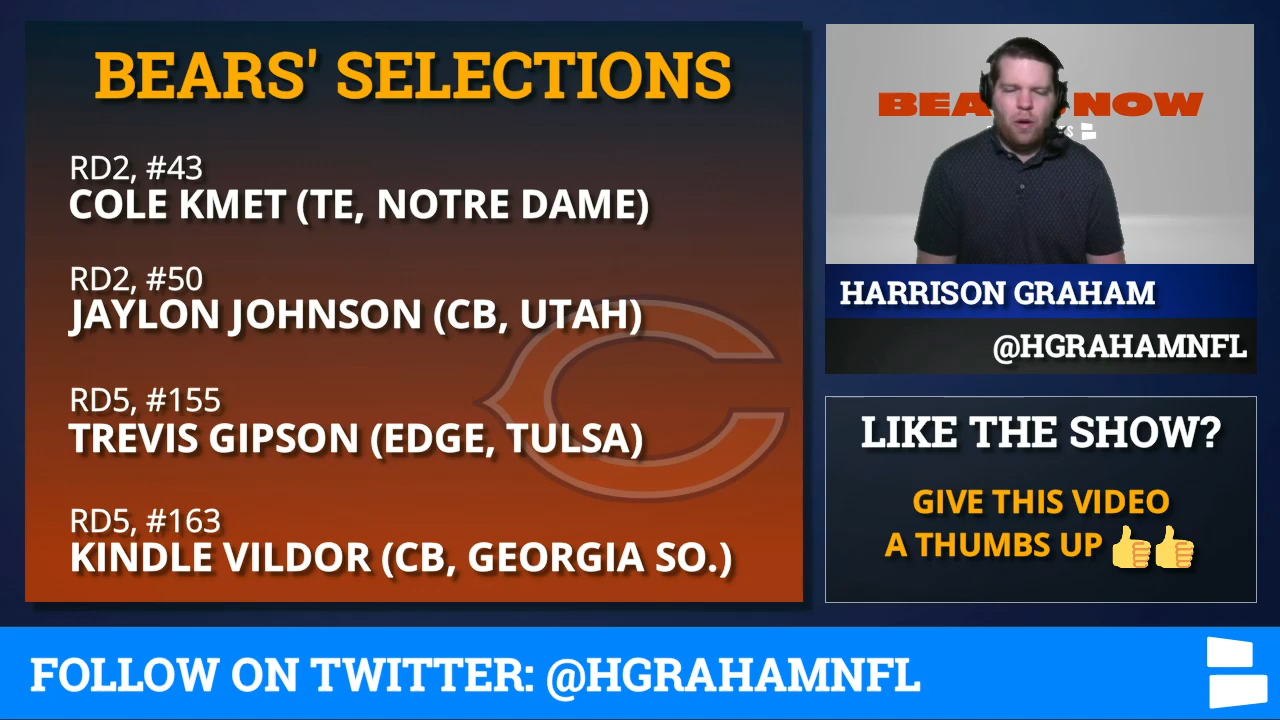 BEARS' SELECTIONS
RD2, #43
COLE KMET (TE, NOTRE DAME)
RD2, #50
JAYLON JOHNSON (CB, UTAH)
RD5, #155
TREVIS GIPSON (EDGE, TULSA)
RD5, #163
KINDLE VILDOR (CB, GEORGIA SO.)
NOW
HARRISON GRAHAM
@HGRAHAMNFL
LIKE THE SHOW?
GIVE THIS VIDEO
A THUMBS UP
FOLLOW ON TWITTER: @HGRAHAMNFL